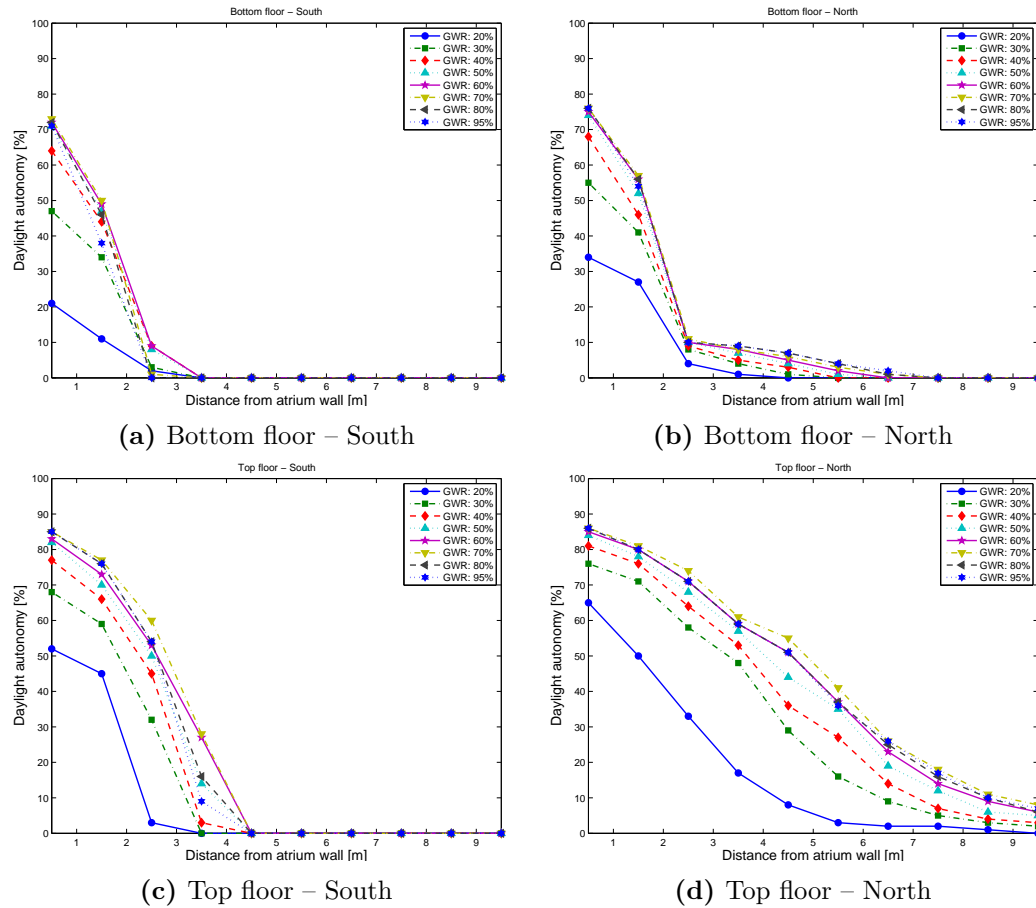 Bottom floor – South
100
90
80
70
60
50
40
30
20
10
0
Daylight autonomy [%]
1 2 3 4 5 6 7 8 9
Distance from atrium wall [m]
GWR: 20%
GWR: 30%
GWR: 40%
GWR: 50%
GWR: 60%
GWR: 70%
GWR: 80%
GWR: 95%
(a) Bottom floor – South
Bottom floor – North
100
90
80
70
60
50
40
30
20
10
0
Daylight autonomy [%]
1 2 3 4 5 6 7 8 9
Distance from atrium wall [m]
GWR: 20%
GWR: 30%
GWR: 40%
GWR: 50%
GWR: 60%
GWR: 70%
GWR: 80%
GWR: 95%
(b) Bottom floor – North
Top floor – South
100
90
80
70
60
50
40
30
20
10
0
Daylight autonomy [%]
1 2 3 4 5 6 7 8 9
Distance from atrium wall [m]
GWR: 20%
GWR: 30%
GWR: 40%
GWR: 50%
GWR: 60%
GWR: 70%
GWR: 80%
GWR: 95%
(c) Top floor – South
Top floor – North
100
90
80
70
60
50
40
30
20
10
0
Daylight autonomy [%]
1 2 3 4 5 6 7 8 9
Distance from atrium wall [m]
GWR: 20%
GWR: 30%
GWR: 40%
GWR: 50%
GWR: 60%
GWR: 70%
GWR: 80%
GWR: 95%
(d) Top floor – North